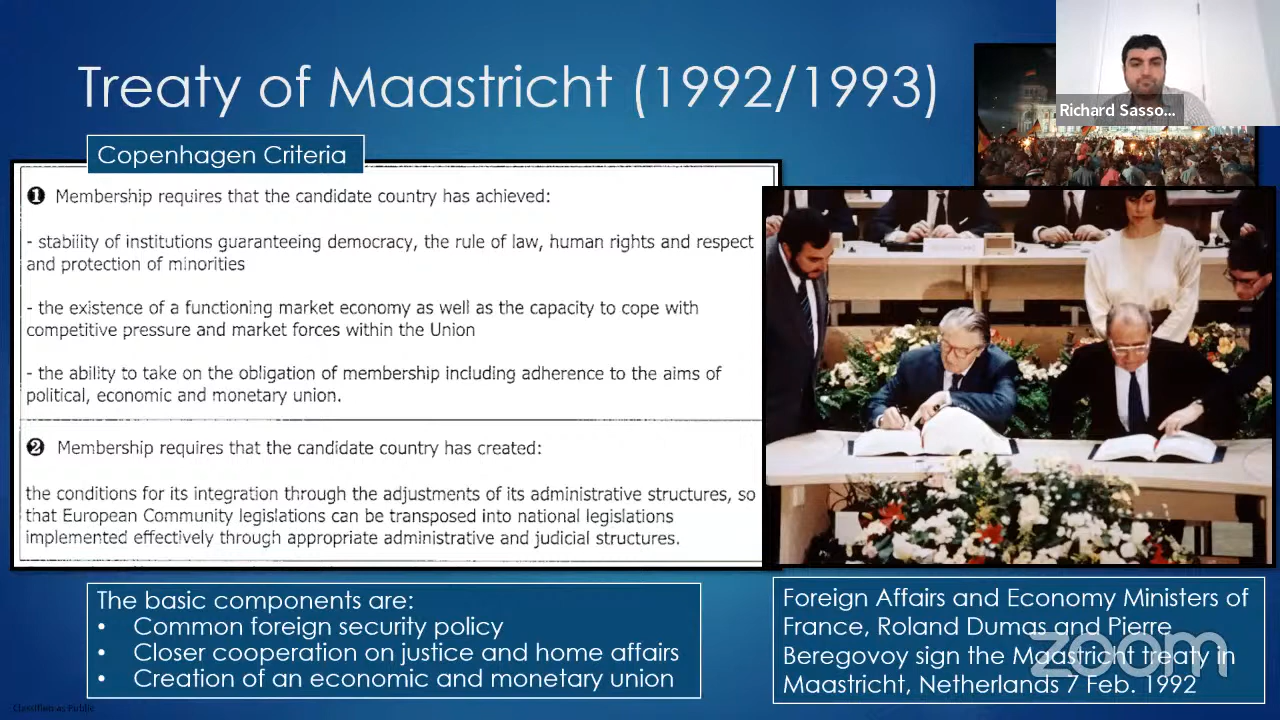 Treaty of Maastricht (1992/1993)
Richard Sasso...
Copenhagen Criteria
❶ Membership requires that the candidate country has achieved:
- stability of institutions guaranteeing democracy, the rule of law, human rights and respect
and protection of minorities
- the existence of a functioning market economy as well as the capacity to cope with
competitive pressure and market forces within the Union
- the ability to take on the obligation of membership including adherence to the aims of
political, economic and monetary union.
❷ Membership requires that the candidate country has created:
the conditions for its integration through the adjustments of its administrative structures, so
that European Community legislations can be transposed into national legislations
implemented effectively through appropriate administrative and judicial structures.
The basic components are:
• Common foreign security policy
• Closer cooperation on justice and home affairs
• Creation of an economic and monetary union
Foreign Affairs and Economy Ministers of
France, Roland Dumas and Pierre
Beregovoy sign the Maastricht treaty in
Maastricht, Netherlands 7 Feb. 1992
zoom
Classified as Public